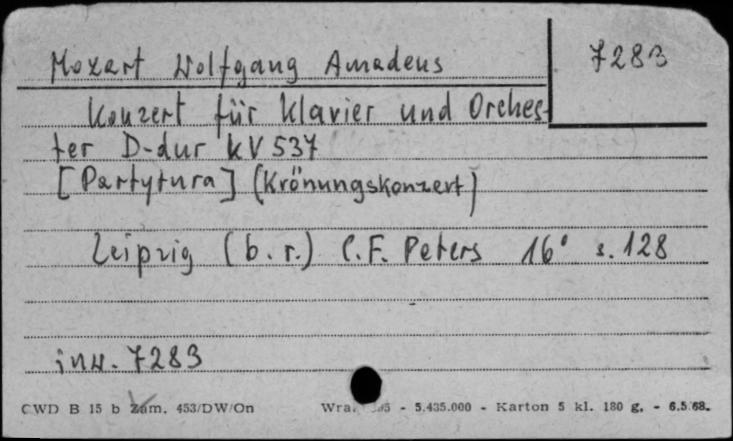 7283
Mozart Wolfgang Amadeus
Konzert für Klavier und Orches-
ter D-dur KV 537
[Partytura] (Krönungskonzert)
Leipzig (b.r.) C.F. Peters 16° s. 128
inw. 7283
CWD B 15 b Zam. 453/DW/On - 5.435.000 - Karton 5 kl. 180 g. - 6.5.68.